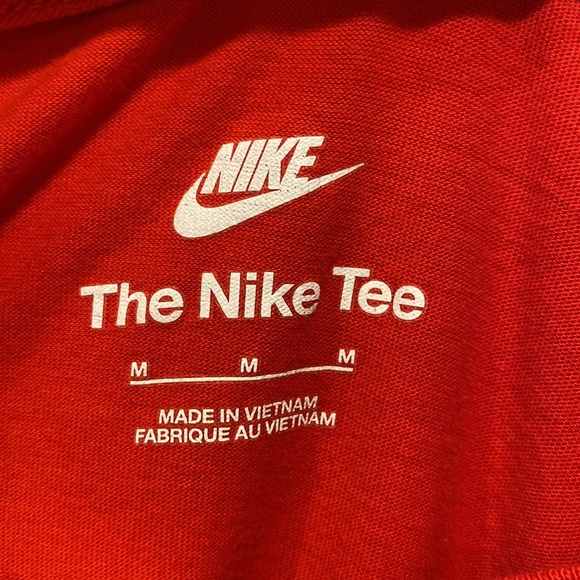 NIKE
The Nike Tee
M M M
MADE IN VIETNAM
FABRIQUE AU VIETNAM